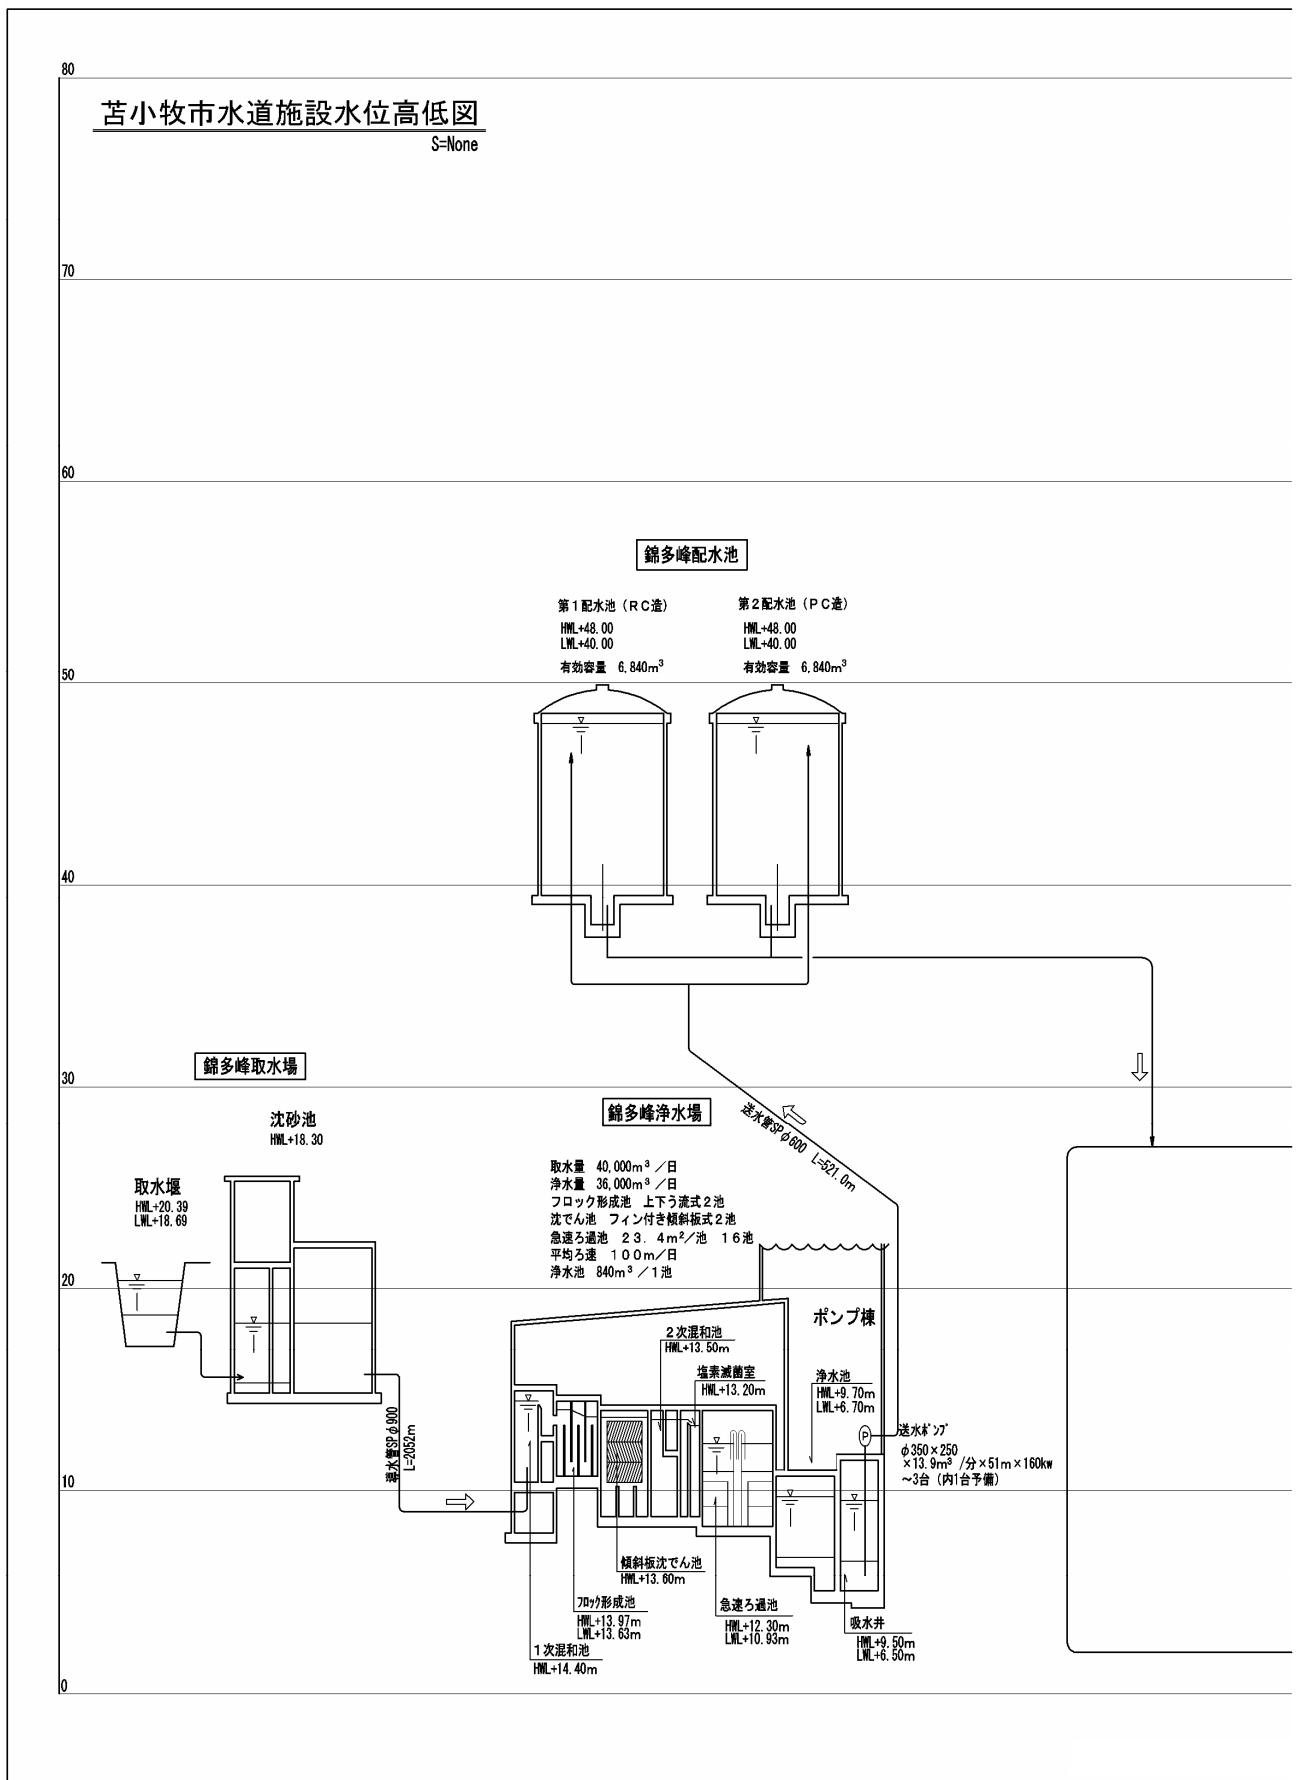 80
苫小牧市水道施設水位高低図
S=None
70
60
錦多峰配水池
第1配水池（RC造）
HWL+48.00
LWL+40.00
有効容量 6,840m³
第2配水池（PC造）
HWL+48.00
LWL+40.00
有効容量 6,840m³
50
40
錦多峰取水場
30
沈砂池
HWL+18.30
取水堰
HWL+20.39
LWL+18.69
錦多峰浄水場
送水管SPφ600 L=521.0m
取水量 40,000m³／日
浄水量 36,000m³／日
フロック形成池 上下う流式2池
沈でん池 フィン付き傾斜板式2池
急速ろ過池 23．4m²／池 16池
平均ろ速 100m／日
浄水池 840m³／1池
20
ポンプ棟
2次混和池
HWL+13.50m
塩素滅菌室
HWL+13.20m
浄水池
HWL+9.70m
LWL+6.70m
P
送水ポンプ
φ350×250
×13.9m³/分×51m×160kw
～3台（内1台予備）
導水管SPφ900
L=2052m
10
傾斜板沈でん池
HWL+13.60m
フロック形成池
HWL+13.97m
LWL+13.63m
急速ろ過池
HWL+12.30m
LWL+10.93m
吸水井
HWL+9.50m
LWL+6.50m
1次混和池
HWL+14.40m
0